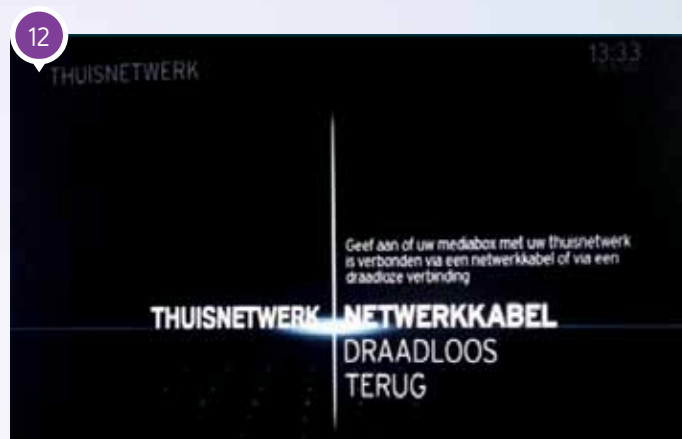 12
THUISNETWERK
13:33
Geef aan of uw mediabox met uw thuisnetwerk
is verbonden via een netwerkkabel of via een
draadloze verbinding
THUISNETWERK NETWERKKABEL
DRAADLOOS
TERUG